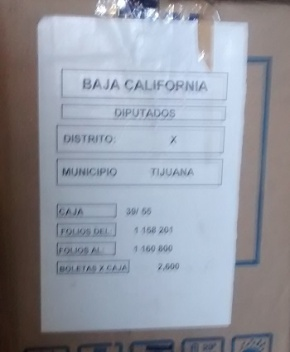 BAJA CALIFORNIA
DIPUTADOS
DISTRITO: X
MUNICIPIO TIJUANA
CAJA 39/ 55
FOLIOS DEL: 1 158 201
FOLIOS AL: 1 160 800
BOLETAS X CAJA 2,600